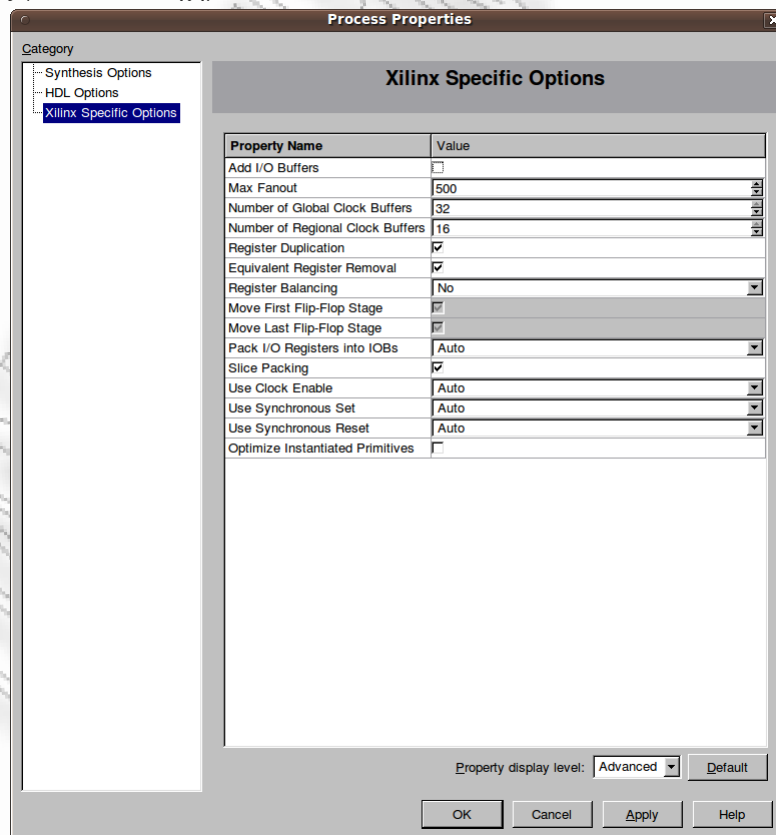 Process Properties
Category
Synthesis Options
HDL Options
Xilinx Specific Options
Xilinx Specific Options
Property Name Value
Add I/O Buffers
Max Fanout 500
Number of Global Clock Buffers 32
Number of Regional Clock Buffers 16
Register Duplication
Equivalent Register Removal
Register Balancing No
Move First Flip-Flop Stage
Move Last Flip-Flop Stage
Pack I/O Registers into IOBs Auto
Slice Packing
Use Clock Enable Auto
Use Synchronous Set Auto
Use Synchronous Reset Auto
Optimize Instantiated Primitives
Property display level: Advanced Default
OK Cancel Apply Help